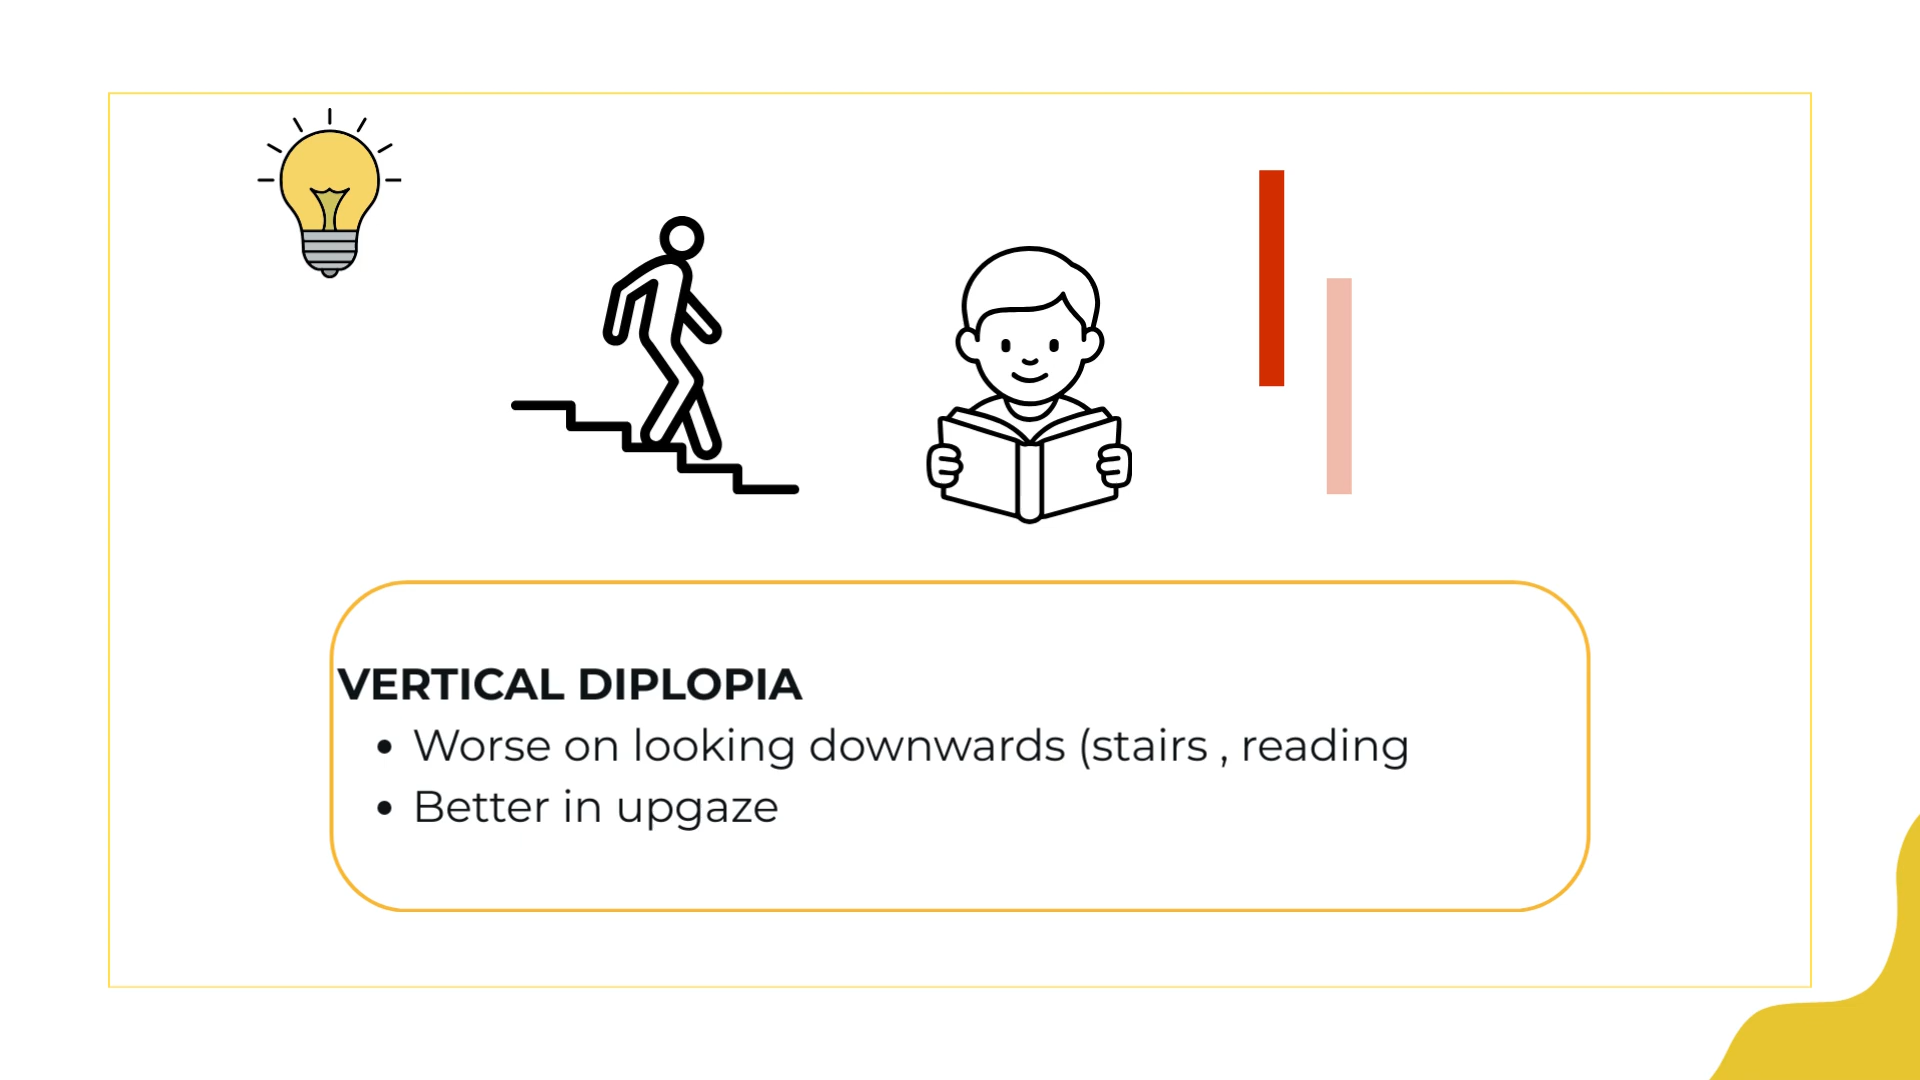 VERTICAL DIPLOPIA
• Worse on looking downwards (stairs , reading
• Better in upgaze